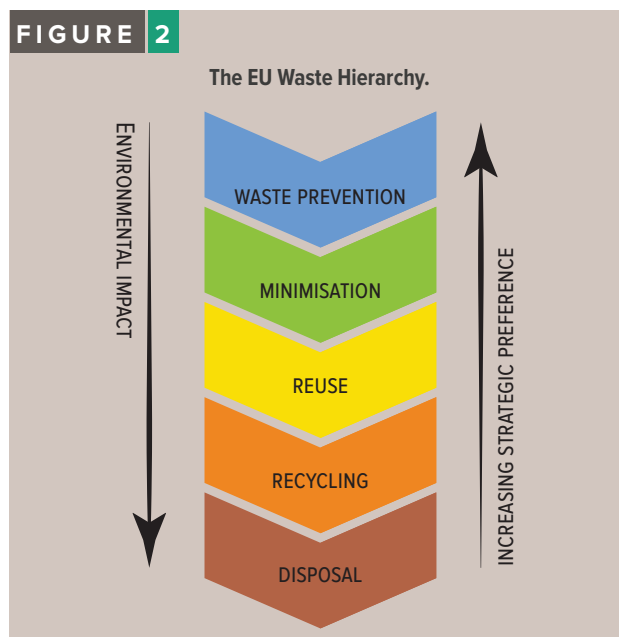 FIGURE 2
The EU Waste Hierarchy.
ENVIRONMENTAL IMPACT
WASTE PREVENTION
MINIMISATION
REUSE
RECYCLING
DISPOSAL
INCREASING STRATEGIC PREFERENCE